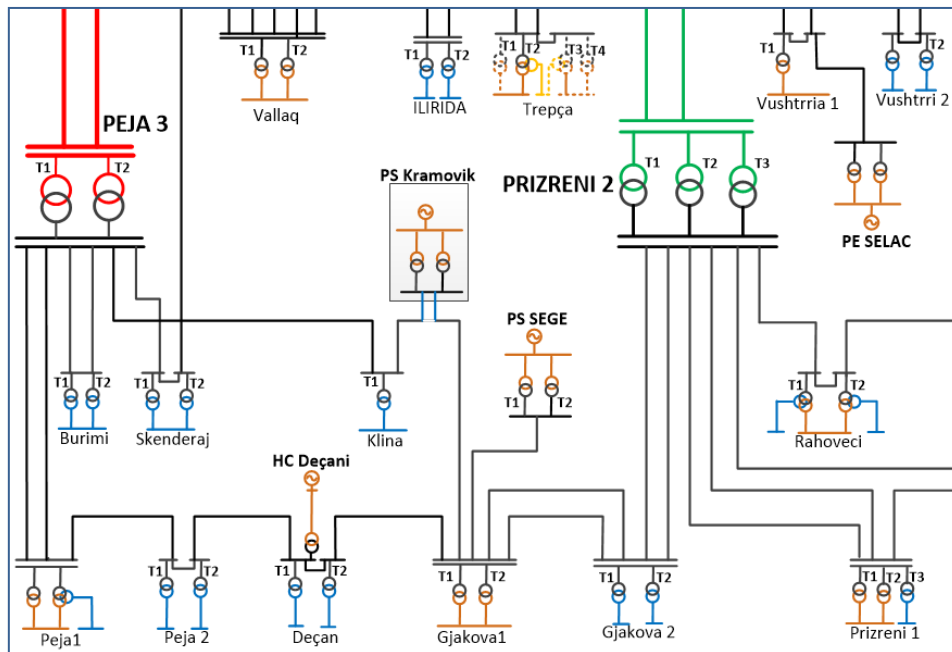 T1 T2
Vallaq
T1 T2
ILIRIDA
T1 T2 T3 T4
Trepça
T1
Vushtrria 1
T1 T2
Vushtrri 2
PEJA 3
T1 T2
PS Kramovik
PRIZRENI 2
T1 T2 T3
PE SELAC
PS SEGE
T1 T2
T1 T2
Burimi
T1 T2
Skenderaj
T1
Klina
T1 T2
Rahoveci
HC Deçani
Peja1
T1 T2
Peja 2
T1 T2
Deçan
T1 T2
Gjakova1
T1 T2
Gjakova 2
T1 T2 T3
Prizreni 1